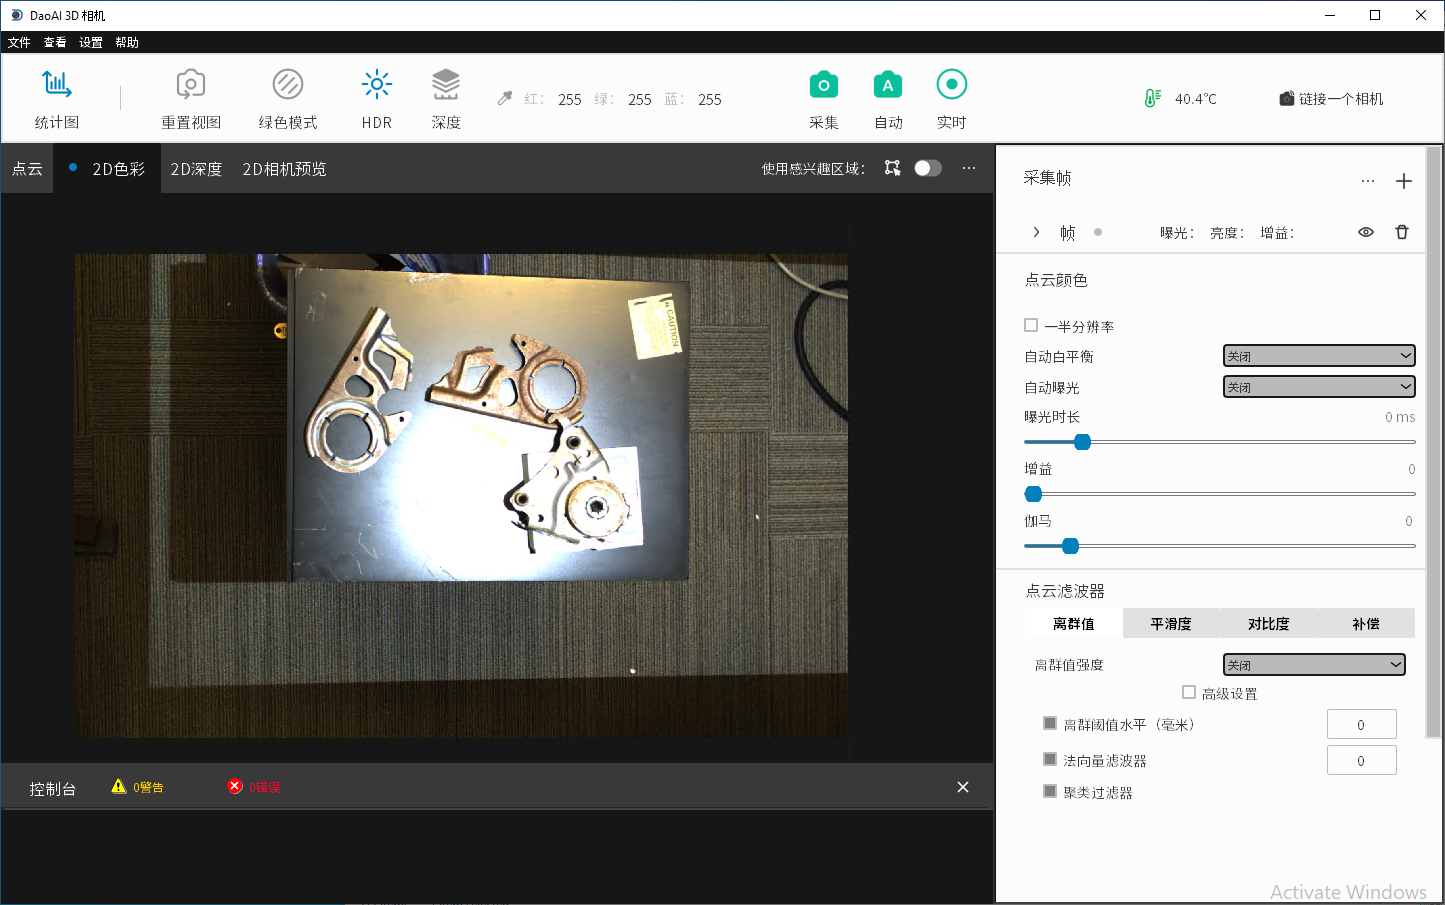 DaoAI 3D 相机
文件 查看 设置 帮助
统计图
重置视图
绿色模式
HDR
深度
红: 255 绿: 255 蓝: 255
采集
自动
实时
40.4℃
链接一个相机
点云
2D色彩
2D深度
2D相机预览
使用感兴趣区域:
CAUTION
控制台
0警告
0错误
采集帧
帧
曝光: 亮度: 增益:
点云颜色
一半分辨率
自动白平衡 关闭
自动曝光 关闭
曝光时长 0 ms
增益 0
伽马 0
点云滤波器
离群值 平滑度 对比度 补偿
离群值强度 关闭
高级设置
离群阈值水平（毫米） 0
法向量滤波器 0
聚类过滤器
Activate Windows